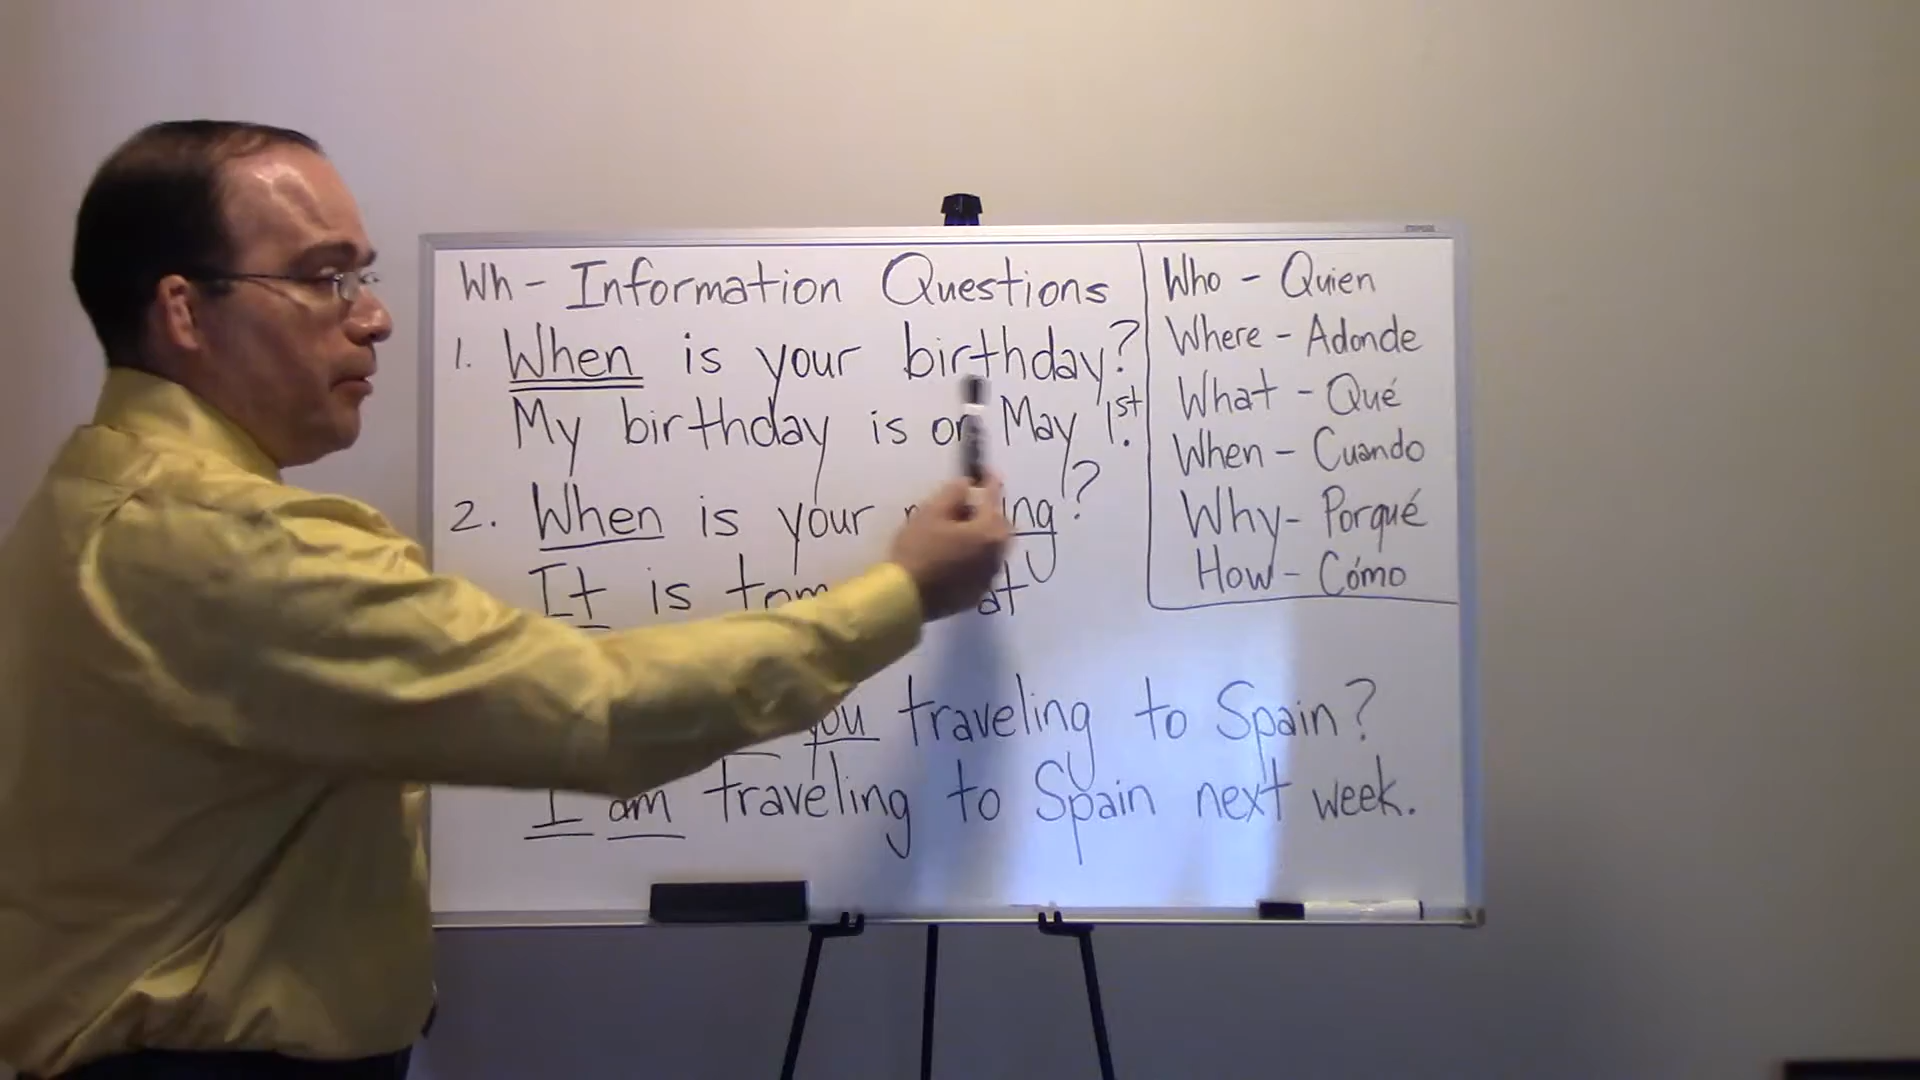 Wh - Information Questions
1. When is your birthday?
My birthday is on May 1st.
2. When is your
It is at
you traveling to Spain?
I am traveling to Spain next week.
Who - Quien
Where - Adonde
What - Qué
When - Cuando
Why - Porqué
How - Cómo